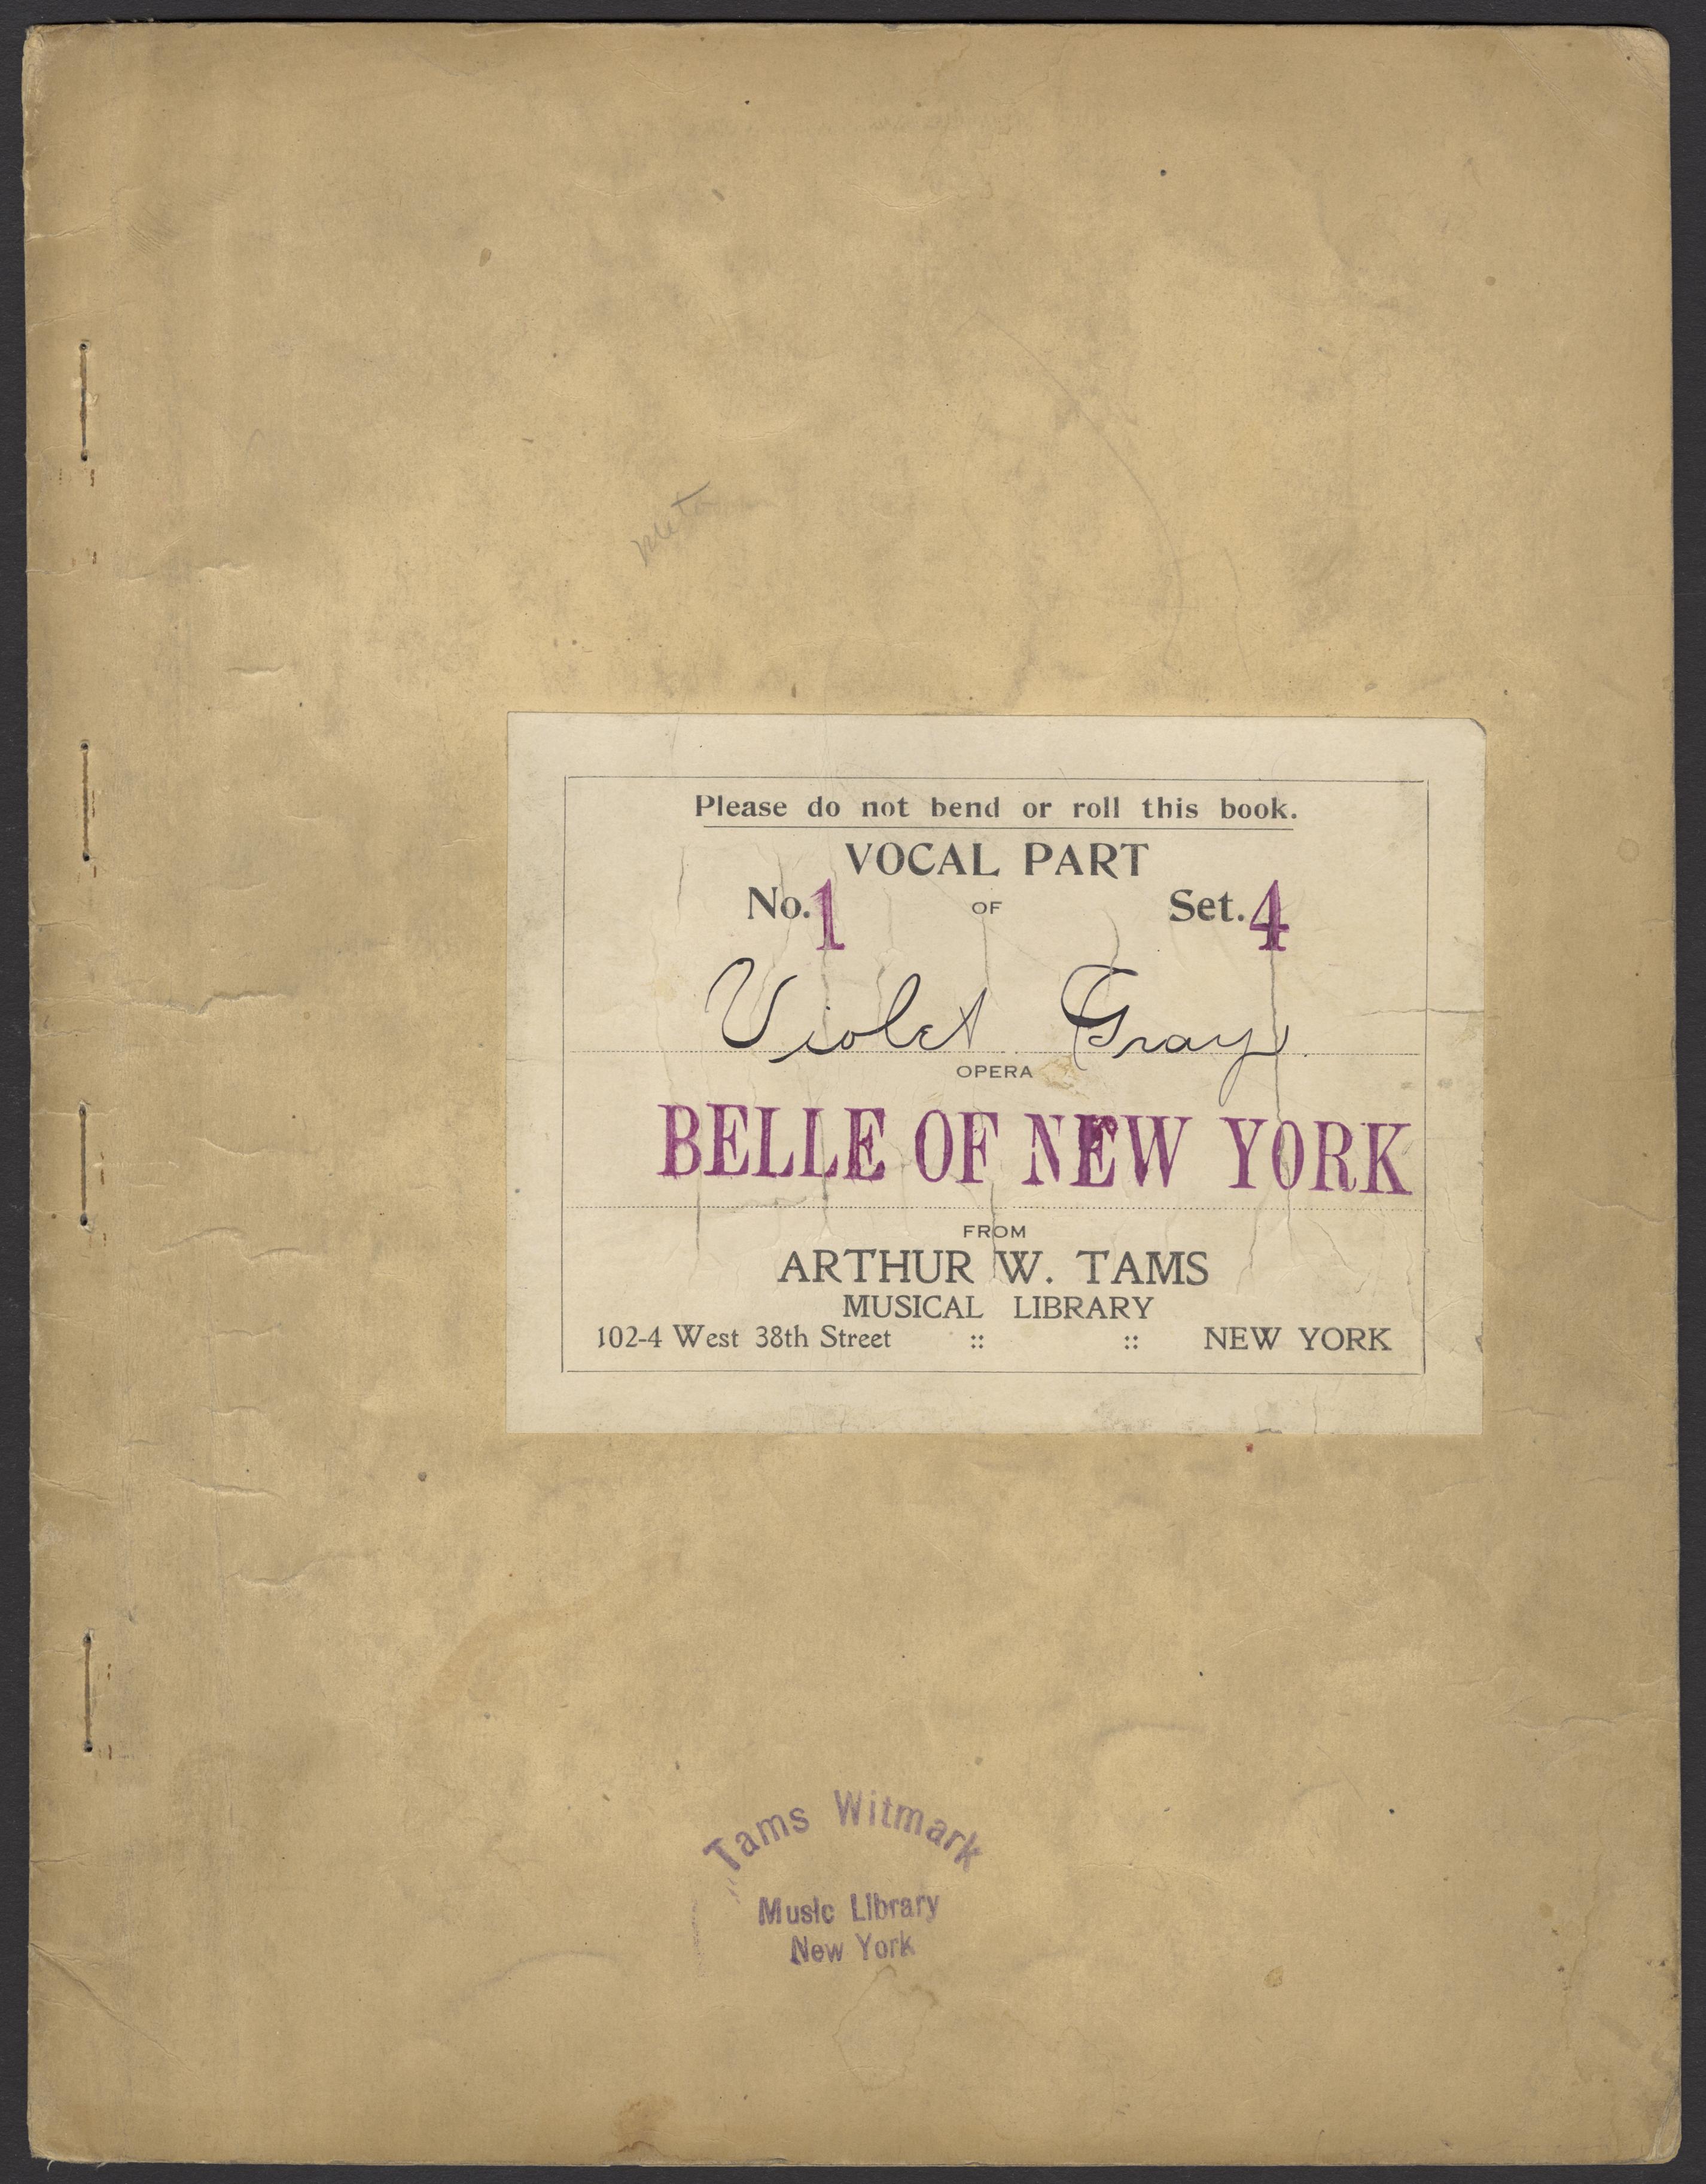 Please do not bend or roll this book.
VOCAL PART
No. 1 OF Set. 4
Violet Gray
OPERA
BELLE OF NEW YORK
FROM
ARTHUR W. TAMS
MUSICAL LIBRARY
102-4 West 38th Street :: :: NEW YORK
Tams Witmark
Music Library
New York